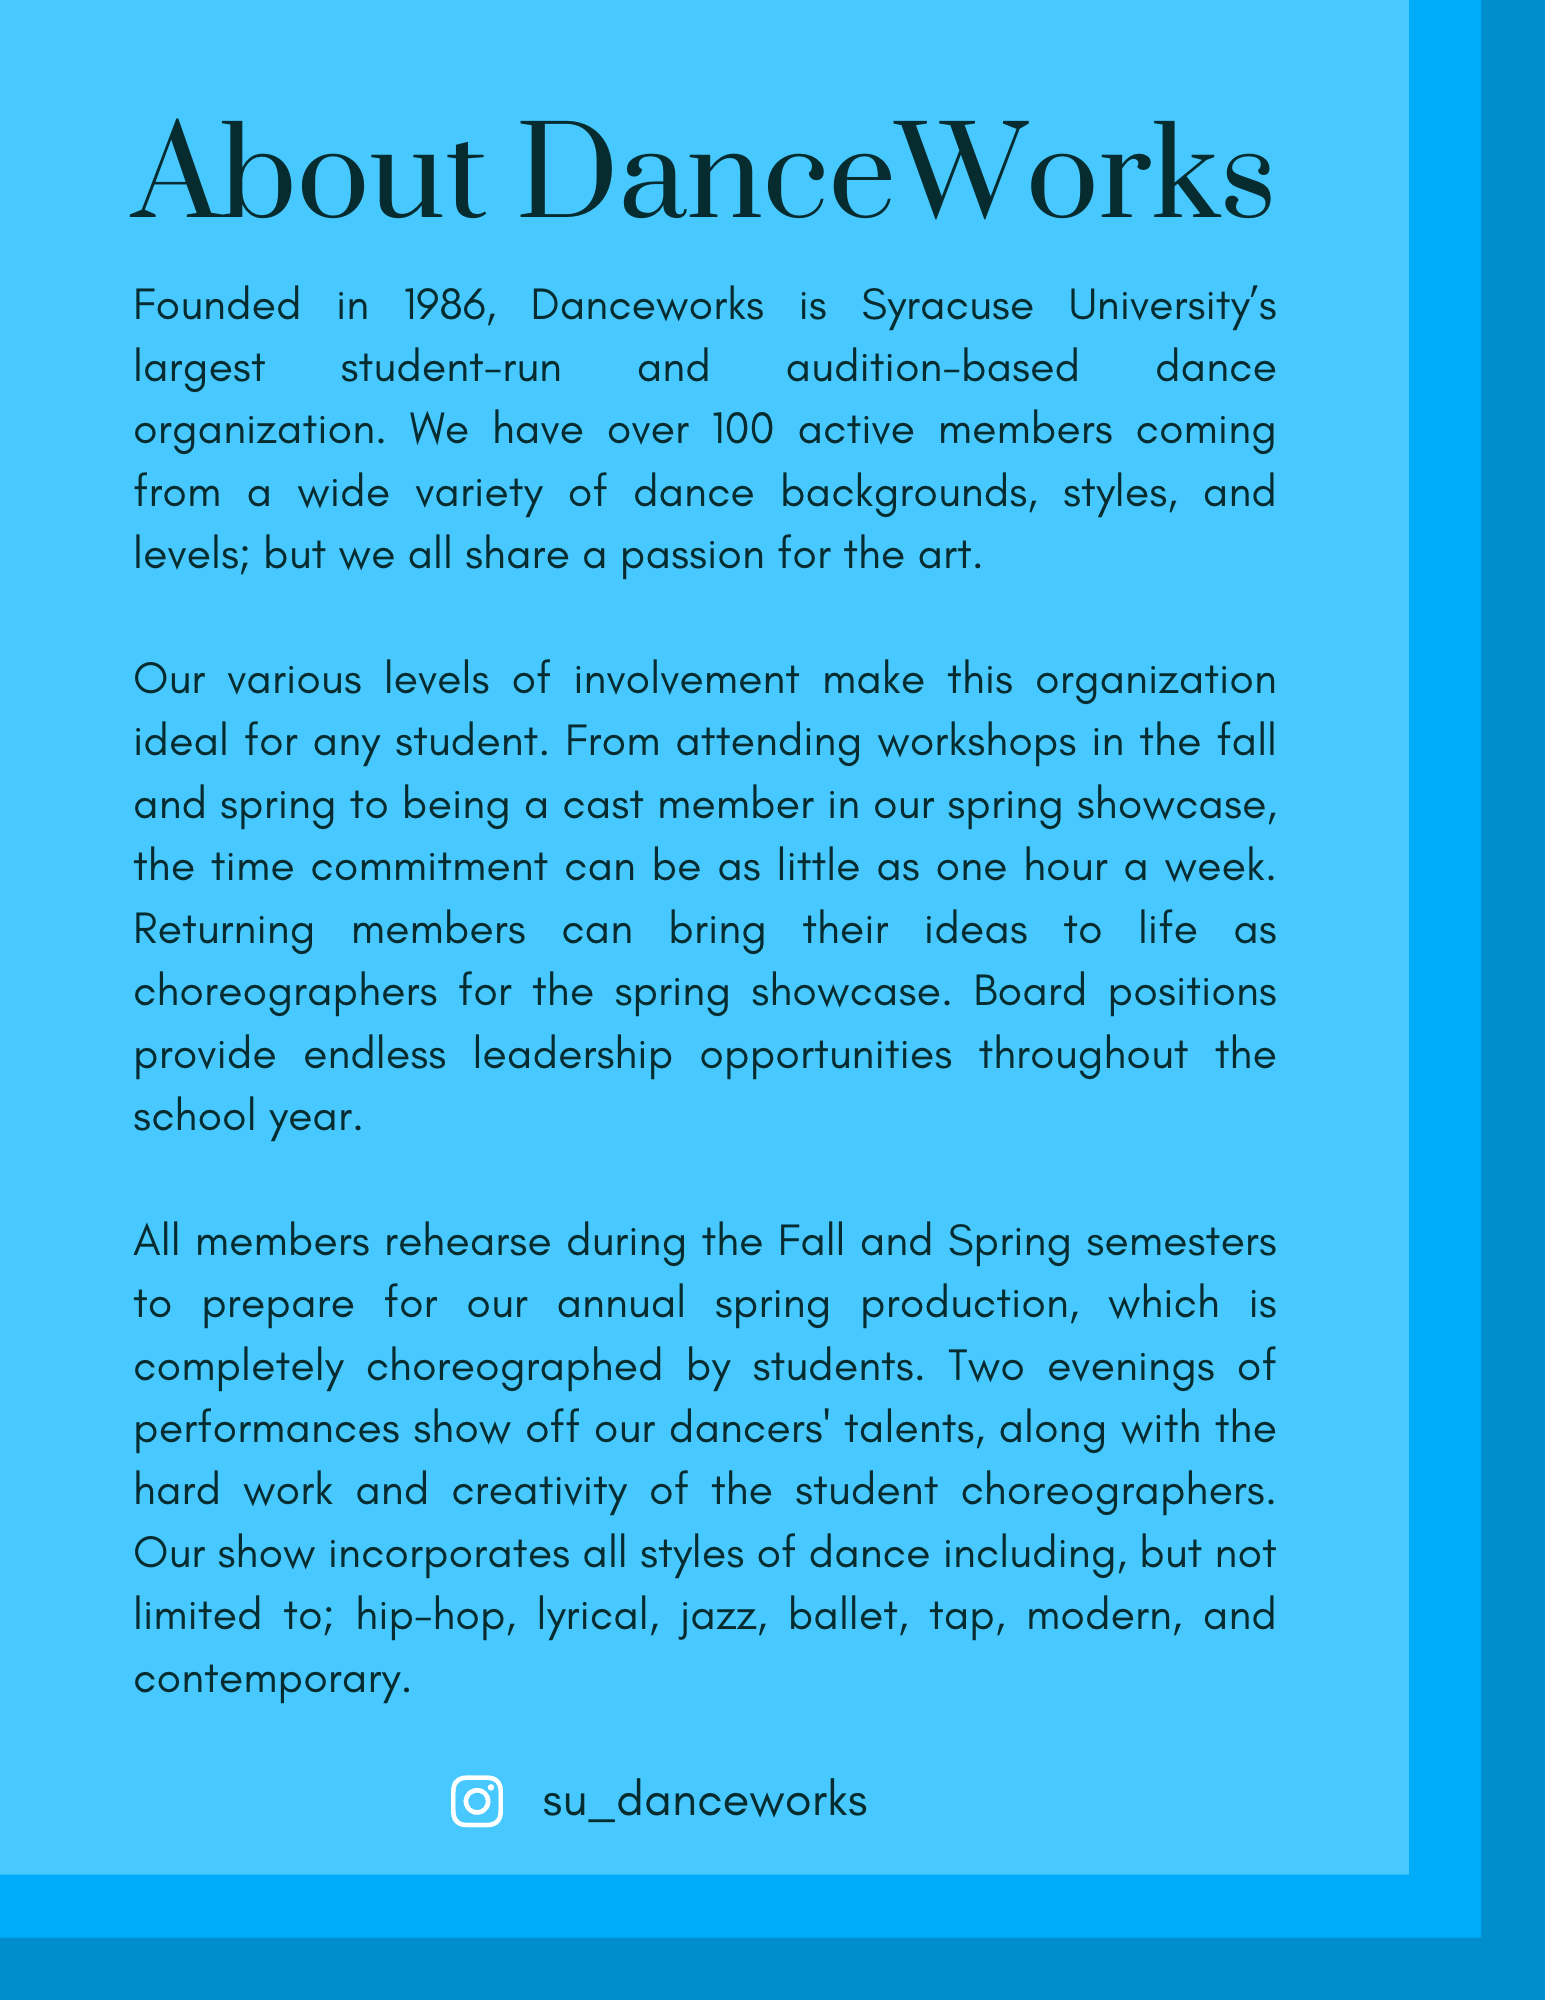 About DanceWorks
Founded in 1986, Danceworks is Syracuse University’s
largest student-run and audition-based dance
organization. We have over 100 active members coming
from a wide variety of dance backgrounds, styles, and
levels; but we all share a passion for the art.
Our various levels of involvement make this organization
ideal for any student. From attending workshops in the fall
and spring to being a cast member in our spring showcase,
the time commitment can be as little as one hour a week.
Returning members can bring their ideas to life as
choreographers for the spring showcase. Board positions
provide endless leadership opportunities throughout the
school year.
All members rehearse during the Fall and Spring semesters
to prepare for our annual spring production, which is
completely choreographed by students. Two evenings of
performances show off our dancers' talents, along with the
hard work and creativity of the student choreographers.
Our show incorporates all styles of dance including, but not
limited to; hip-hop, lyrical, jazz, ballet, tap, modern, and
contemporary.
su_danceworks